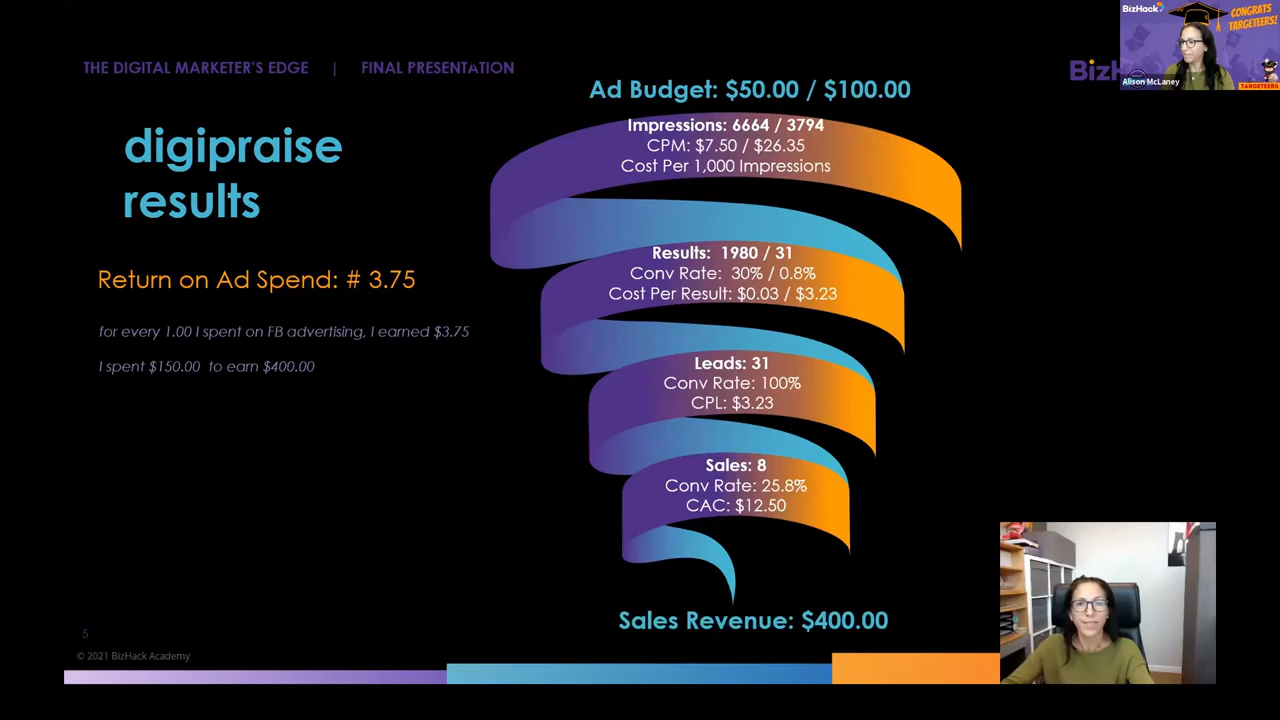 THE DIGITAL MARKETER'S EDGE | FINAL PRESENTATION
BizHack
CONGRATS
TARGETEERS!
Alison McLaney
TARGETEERS
digipraise
results
Return on Ad Spend: # 3.75
for every 1.00 I spent on FB advertising, I earned $3.75
I spent $150.00 to earn $400.00
Ad Budget: $50.00 / $100.00
Impressions: 6664 / 3794
CPM: $7.50 / $26.35
Cost Per 1,000 Impressions
Results: 1980 / 31
Conv Rate: 30% / 0.8%
Cost Per Result: $0.03 / $3.23
Leads: 31
Conv Rate: 100%
CPL: $3.23
Sales: 8
Conv Rate: 25.8%
CAC: $12.50
Sales Revenue: $400.00
5
© 2021 BizHack Academy